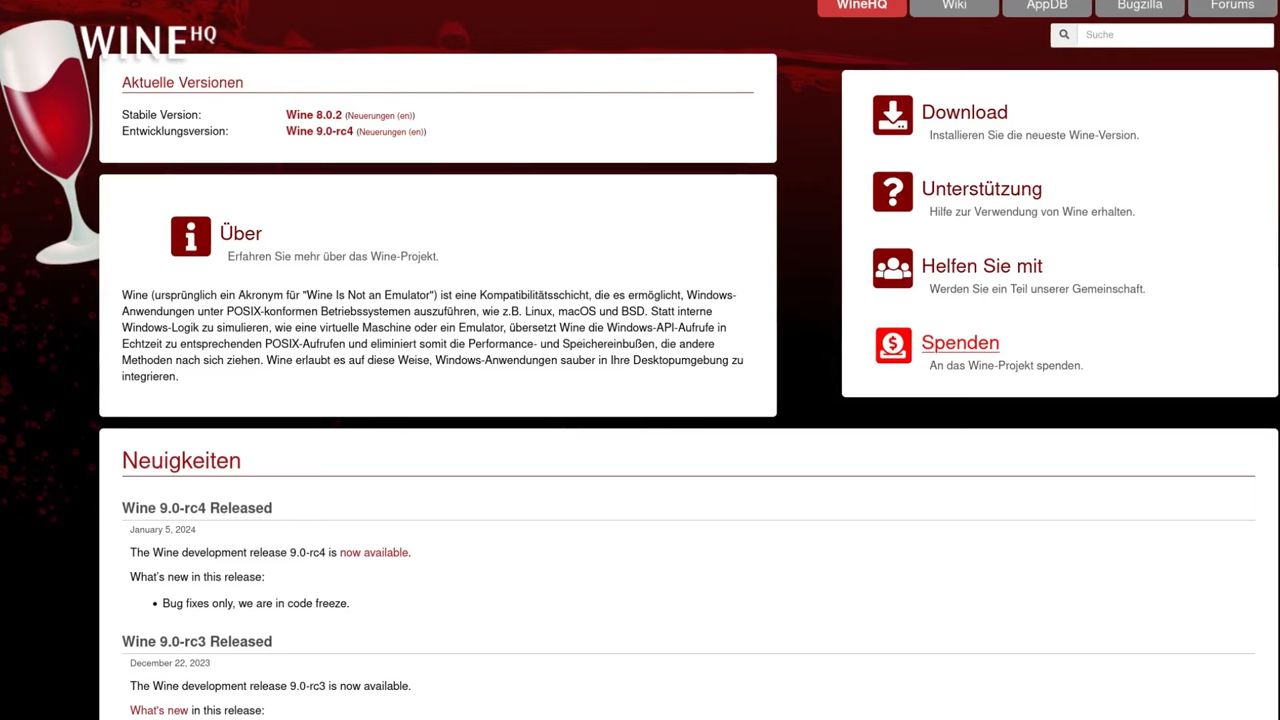 WineHQ
Wiki
AppDB
Bugzilla
Forums
WINE HQ
Suche
Aktuelle Versionen
Stabile Version: Wine 8.0.2 (Neuerungen (en))
Entwicklungsversion: Wine 9.0-rc4 (Neuerungen (en))
Über
Erfahren Sie mehr über das Wine-Projekt.
Wine (ursprünglich ein Akronym für "Wine Is Not an Emulator") ist eine Kompatibilitätsschicht, die es ermöglicht, Windows-
Anwendungen unter POSIX-konformen Betriebssystemen auszuführen, wie z.B. Linux, macOS und BSD. Statt interne
Windows-Logik zu simulieren, wie eine virtuelle Maschine oder ein Emulator, übersetzt Wine die Windows-API-Aufrufe in
Echtzeit zu entsprechenden POSIX-Aufrufen und eliminiert somit die Performance- und Speichereinbußen, die andere
Methoden nach sich ziehen. Wine erlaubt es auf diese Weise, Windows-Anwendungen sauber in Ihre Desktopumgebung zu
integrieren.
Download
Installieren Sie die neueste Wine-Version.
Unterstützung
Hilfe zur Verwendung von Wine erhalten.
Helfen Sie mit
Werden Sie ein Teil unserer Gemeinschaft.
Spenden
An das Wine-Projekt spenden.
Neuigkeiten
Wine 9.0-rc4 Released
January 5, 2024
The Wine development release 9.0-rc4 is now available.
What's new in this release:
• Bug fixes only, we are in code freeze.
Wine 9.0-rc3 Released
December 22, 2023
The Wine development release 9.0-rc3 is now available.
What's new in this release: